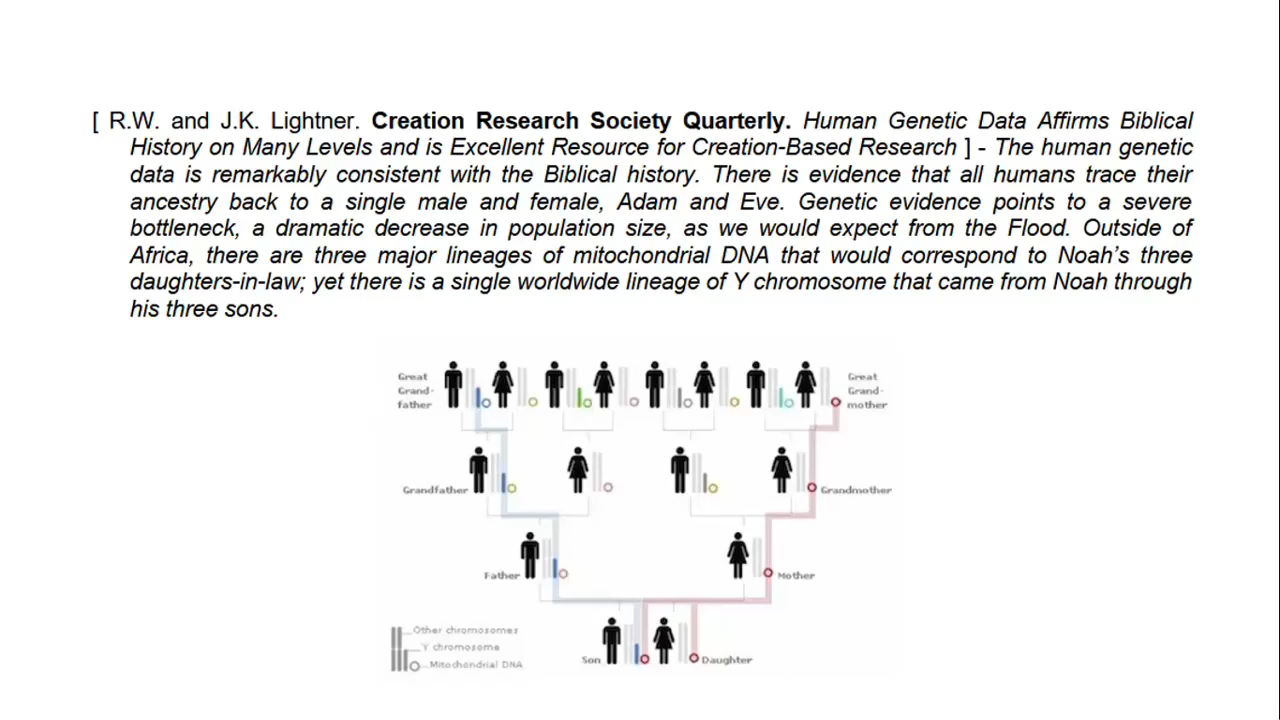 [ R.W. and J.K. Lightner. Creation Research Society Quarterly. Human Genetic Data Affirms Biblical
History on Many Levels and is Excellent Resource for Creation-Based Research ] - The human genetic
data is remarkably consistent with the Biblical history. There is evidence that all humans trace their
ancestry back to a single male and female, Adam and Eve. Genetic evidence points to a severe
bottleneck, a dramatic decrease in population size, as we would expect from the Flood. Outside of
Africa, there are three major lineages of mitochondrial DNA that would correspond to Noah's three
daughters-in-law; yet there is a single worldwide lineage of Y chromosome that came from Noah through
his three sons.
Great
Grand-
father
Great
Grand-
mother
Grandfather
Grandmother
Father
Mother
Son
Daughter
Other chromosomes
Y chromosome
Mitochondrial DNA